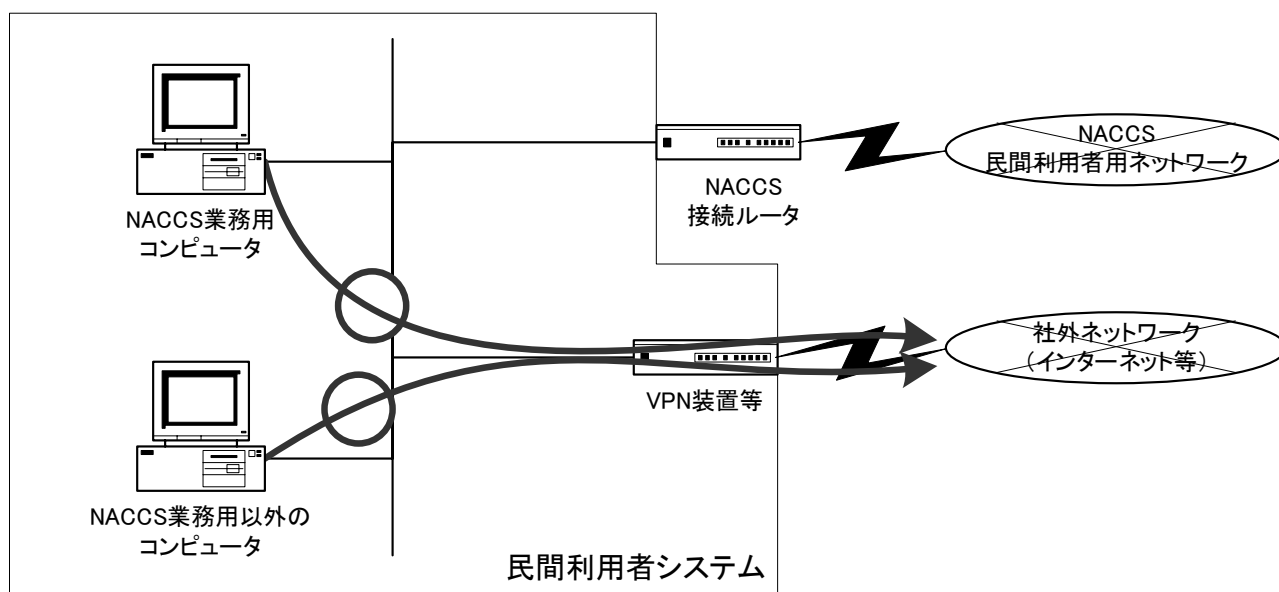 NACCS業務用
コンピュータ
NACCS
接続ルータ
NACCS
民間利用者用ネットワーク
社外ネットワーク
(インターネット等)
VPN装置等
NACCS業務用以外の
コンピュータ
民間利用者システム